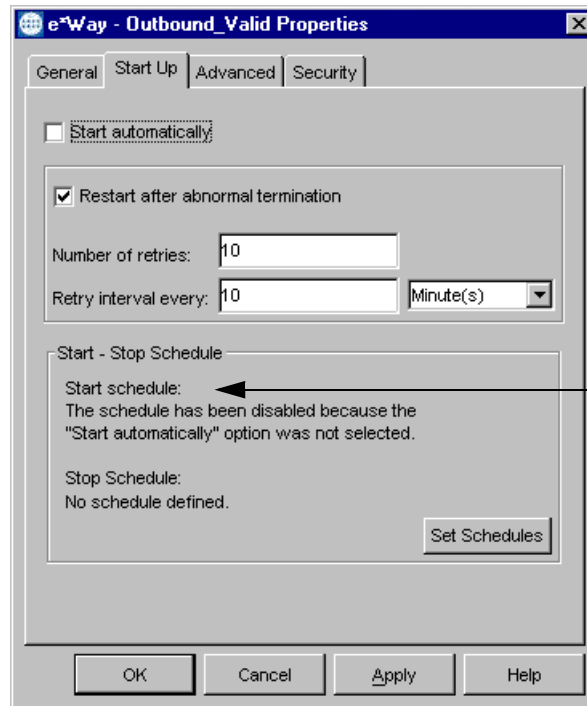 e*Way - Outbound_Valid Properties
General Start Up Advanced Security
Start automatically
Restart after abnormal termination
Number of retries: 10
Retry interval every: 10 Minute(s)
Start - Stop Schedule
Start schedule:
The schedule has been disabled because the
"Start automatically" option was not selected.
Stop Schedule:
No schedule defined.
Set Schedules
OK Cancel Apply Help